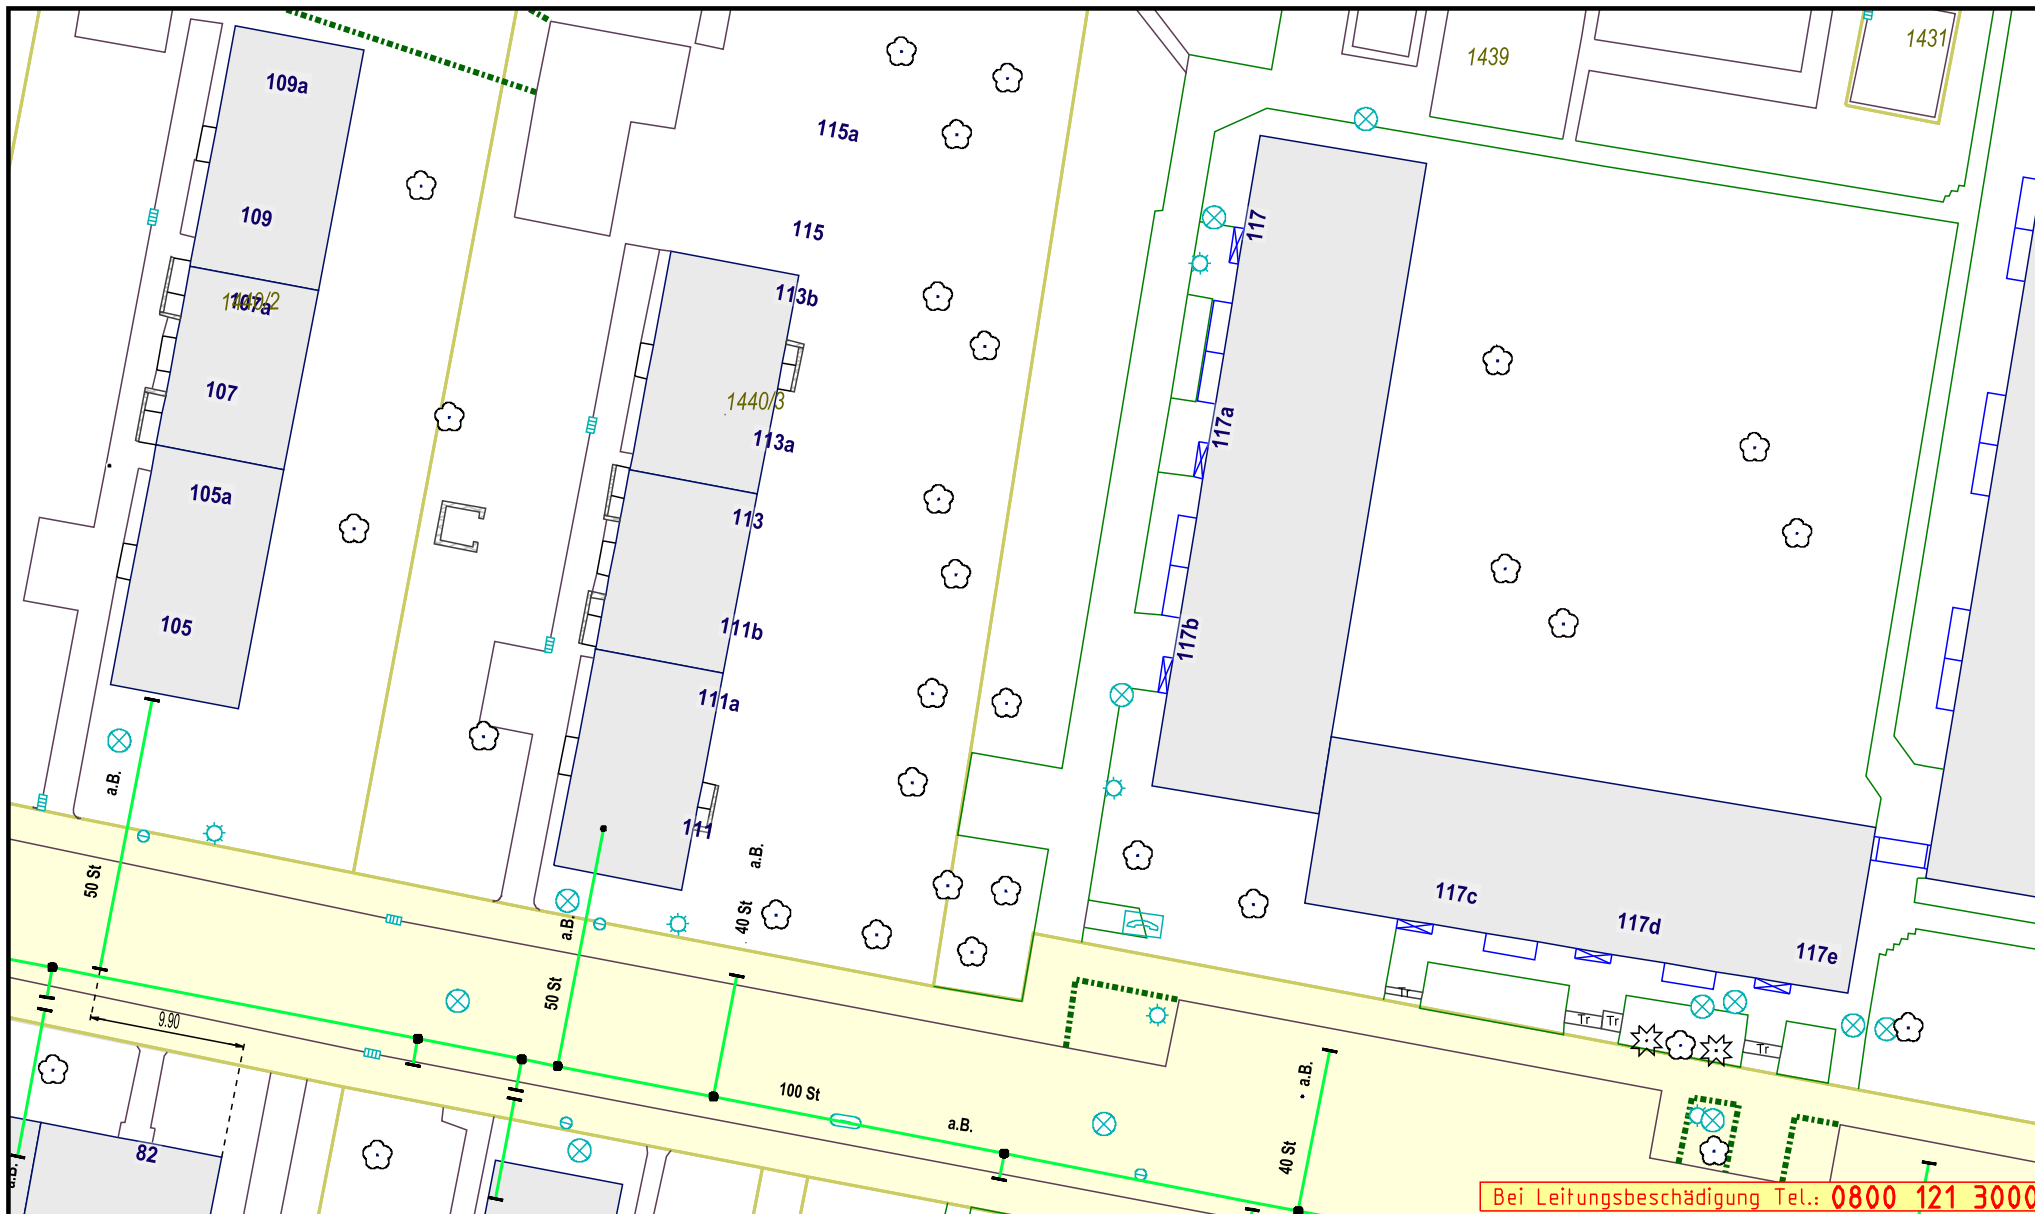 1431
1439
109a
115a
109
115
117
113b
107a
1440/2
107
1440/3
117a
113a
105a
113
105
111b
117b
111a
a.B.
111
a.B.
50 St
117c
40 St
117d
a.B.
117e
50 St
Tr
9.90
Tr
Tr
Tr
100 St
a.B.
a.B.
82
40 St
a.B.
Bei Leitungsbeschädigung Tel.: 0800 121 3000